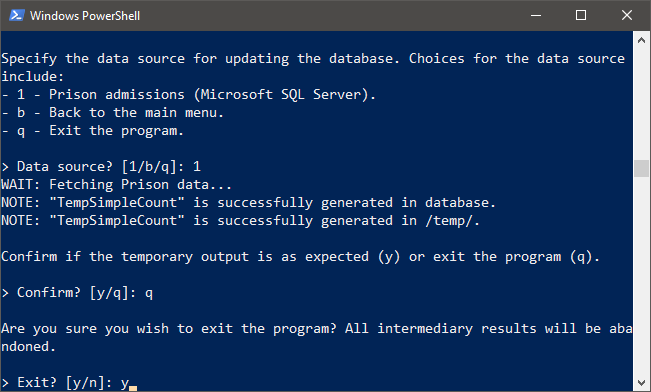 Windows PowerShell
Specify the data source for updating the database. Choices for the data source
include:
- 1 - Prison admissions (Microsoft SQL Server).
- b - Back to the main menu.
- q - Exit the program.
> Data source? [1/b/q]: 1
WAIT: Fetching Prison data...
NOTE: "TempSimpleCount" is successfully generated in database.
NOTE: "TempSimpleCount" is successfully generated in /temp/.
Confirm if the temporary output is as expected (y) or exit the program (q).
> Confirm? [y/q]: q
Are you sure you wish to exit the program? All intermediary results will be aba
ndoned.
> Exit? [y/n]: y